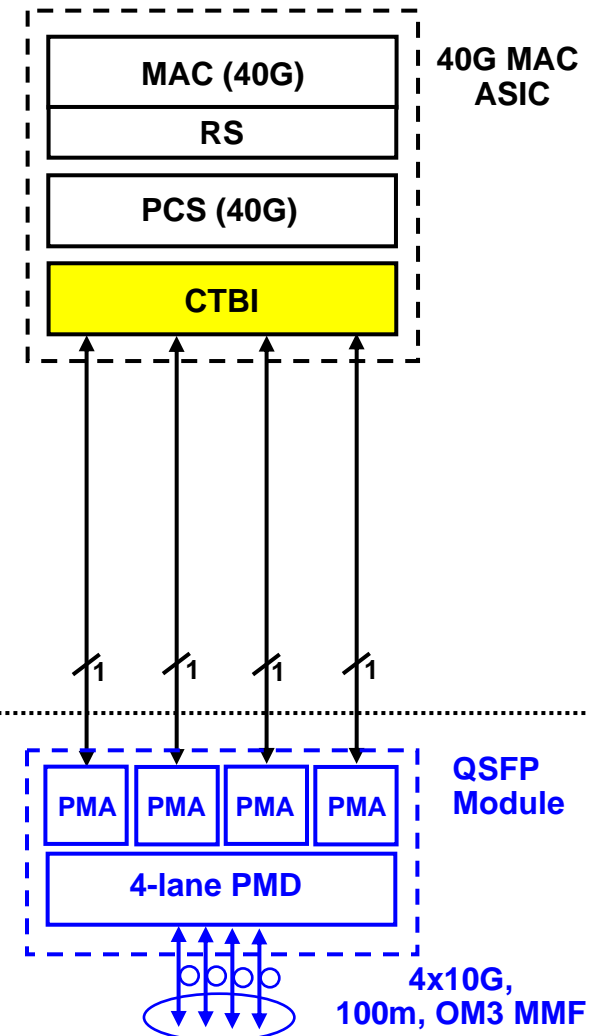 MAC (40G)
40G MAC
ASIC
RS
PCS (40G)
CTBI
1 1 1 1
QSFP
Module
PMA PMA PMA PMA
4-lane PMD
4x10G,
100m, OM3 MMF